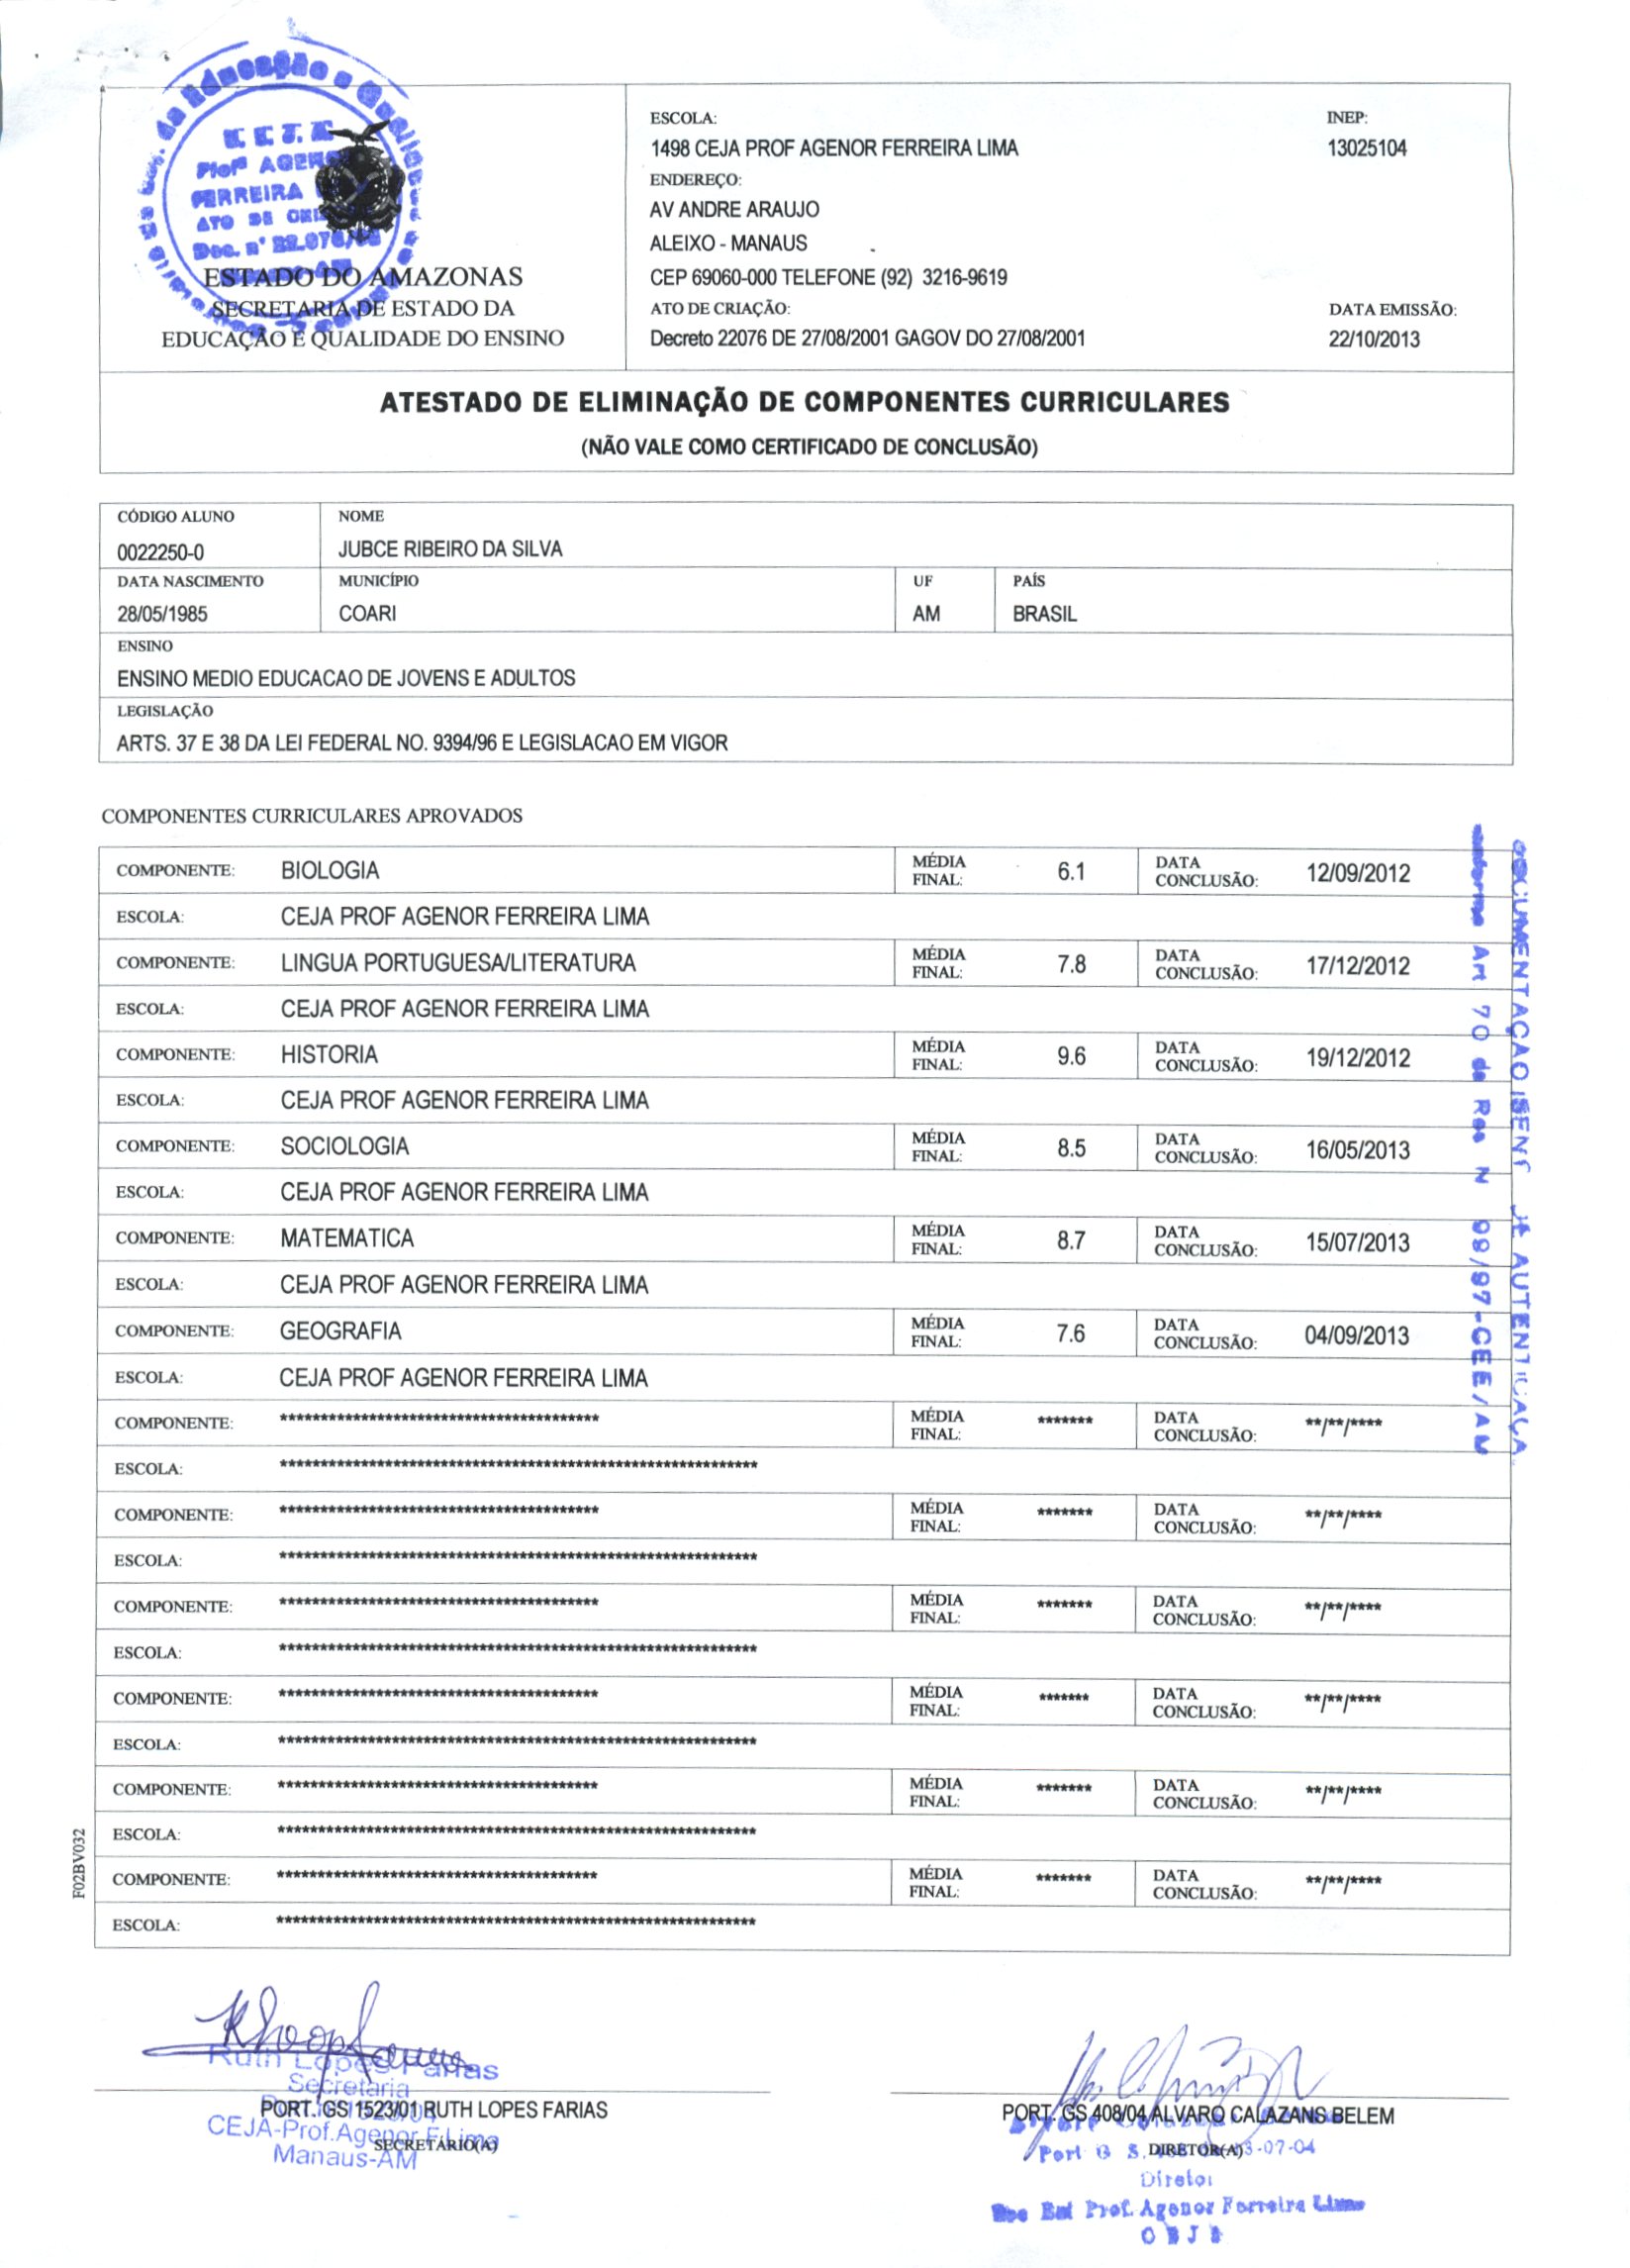 C E J A
Profº AGENOR
FERREIRA
ATO DE
Dec. nº 22.076/
ESTADO DO AMAZONAS
SECRETARIA DE ESTADO DA
EDUCAÇÃO E QUALIDADE DO ENSINO
ESCOLA:
1498 CEJA PROF AGENOR FERREIRA LIMA
INEP:
13025104
ENDEREÇO:
AV ANDRE ARAUJO
ALEIXO - MANAUS
CEP 69060-000 TELEFONE (92) 3216-9619
ATO DE CRIAÇÃO:
Decreto 22076 DE 27/08/2001 GAGOV DO 27/08/2001
DATA EMISSÃO:
22/10/2013
ATESTADO DE ELIMINAÇÃO DE COMPONENTES CURRICULARES
(NÃO VALE COMO CERTIFICADO DE CONCLUSÃO)
CÓDIGO ALUNO NOME
0022250-0 JUBCE RIBEIRO DA SILVA
DATA NASCIMENTO MUNICÍPIO UF PAÍS
28/05/1985 COARI AM BRASIL
ENSINO
ENSINO MEDIO EDUCACAO DE JOVENS E ADULTOS
LEGISLAÇÃO
ARTS. 37 E 38 DA LEI FEDERAL NO. 9394/96 E LEGISLACAO EM VIGOR
COMPONENTES CURRICULARES APROVADOS
COMPONENTE: BIOLOGIA MÉDIA FINAL: 6.1 DATA CONCLUSÃO: 12/09/2012
ESCOLA: CEJA PROF AGENOR FERREIRA LIMA
COMPONENTE: LINGUA PORTUGUESA/LITERATURA MÉDIA FINAL: 7.8 DATA CONCLUSÃO: 17/12/2012
ESCOLA: CEJA PROF AGENOR FERREIRA LIMA
COMPONENTE: HISTORIA MÉDIA FINAL: 9.6 DATA CONCLUSÃO: 19/12/2012
ESCOLA: CEJA PROF AGENOR FERREIRA LIMA
COMPONENTE: SOCIOLOGIA MÉDIA FINAL: 8.5 DATA CONCLUSÃO: 16/05/2013
ESCOLA: CEJA PROF AGENOR FERREIRA LIMA
COMPONENTE: MATEMATICA MÉDIA FINAL: 8.7 DATA CONCLUSÃO: 15/07/2013
ESCOLA: CEJA PROF AGENOR FERREIRA LIMA
COMPONENTE: GEOGRAFIA MÉDIA FINAL: 7.6 DATA CONCLUSÃO: 04/09/2013
ESCOLA: CEJA PROF AGENOR FERREIRA LIMA
COMPONENTE: **************************************** MÉDIA FINAL: ******* DATA CONCLUSÃO: **/**/****
ESCOLA: ************************************************************
COMPONENTE: **************************************** MÉDIA FINAL: ******* DATA CONCLUSÃO: **/**/****
ESCOLA: ************************************************************
COMPONENTE: **************************************** MÉDIA FINAL: ******* DATA CONCLUSÃO: **/**/****
ESCOLA: ************************************************************
COMPONENTE: **************************************** MÉDIA FINAL: ******* DATA CONCLUSÃO: **/**/****
ESCOLA: ************************************************************
COMPONENTE: **************************************** MÉDIA FINAL: ******* DATA CONCLUSÃO: **/**/****
ESCOLA: ************************************************************
COMPONENTE: **************************************** MÉDIA FINAL: ******* DATA CONCLUSÃO: **/**/****
ESCOLA: ************************************************************
DOCUMENTAÇAO ISENT DE AUTENTICAÇA
conforme Art 70 da Res N 99/97-CEE/AM
F02BV032
Ruth Lopes Farias
Secretaria
PORT. GS 1523/01 RUTH LOPES FARIAS
CEJA-Prof.Agenor F.Lima
SECRETÁRIO(A)
Manaus-AM
PORT. GS 408/04 ALVARO CALAZANS BELEM
DIRETOR(A)
Port G S. 3-07-04
Diretor
Prof. Agenor Ferreira Lima